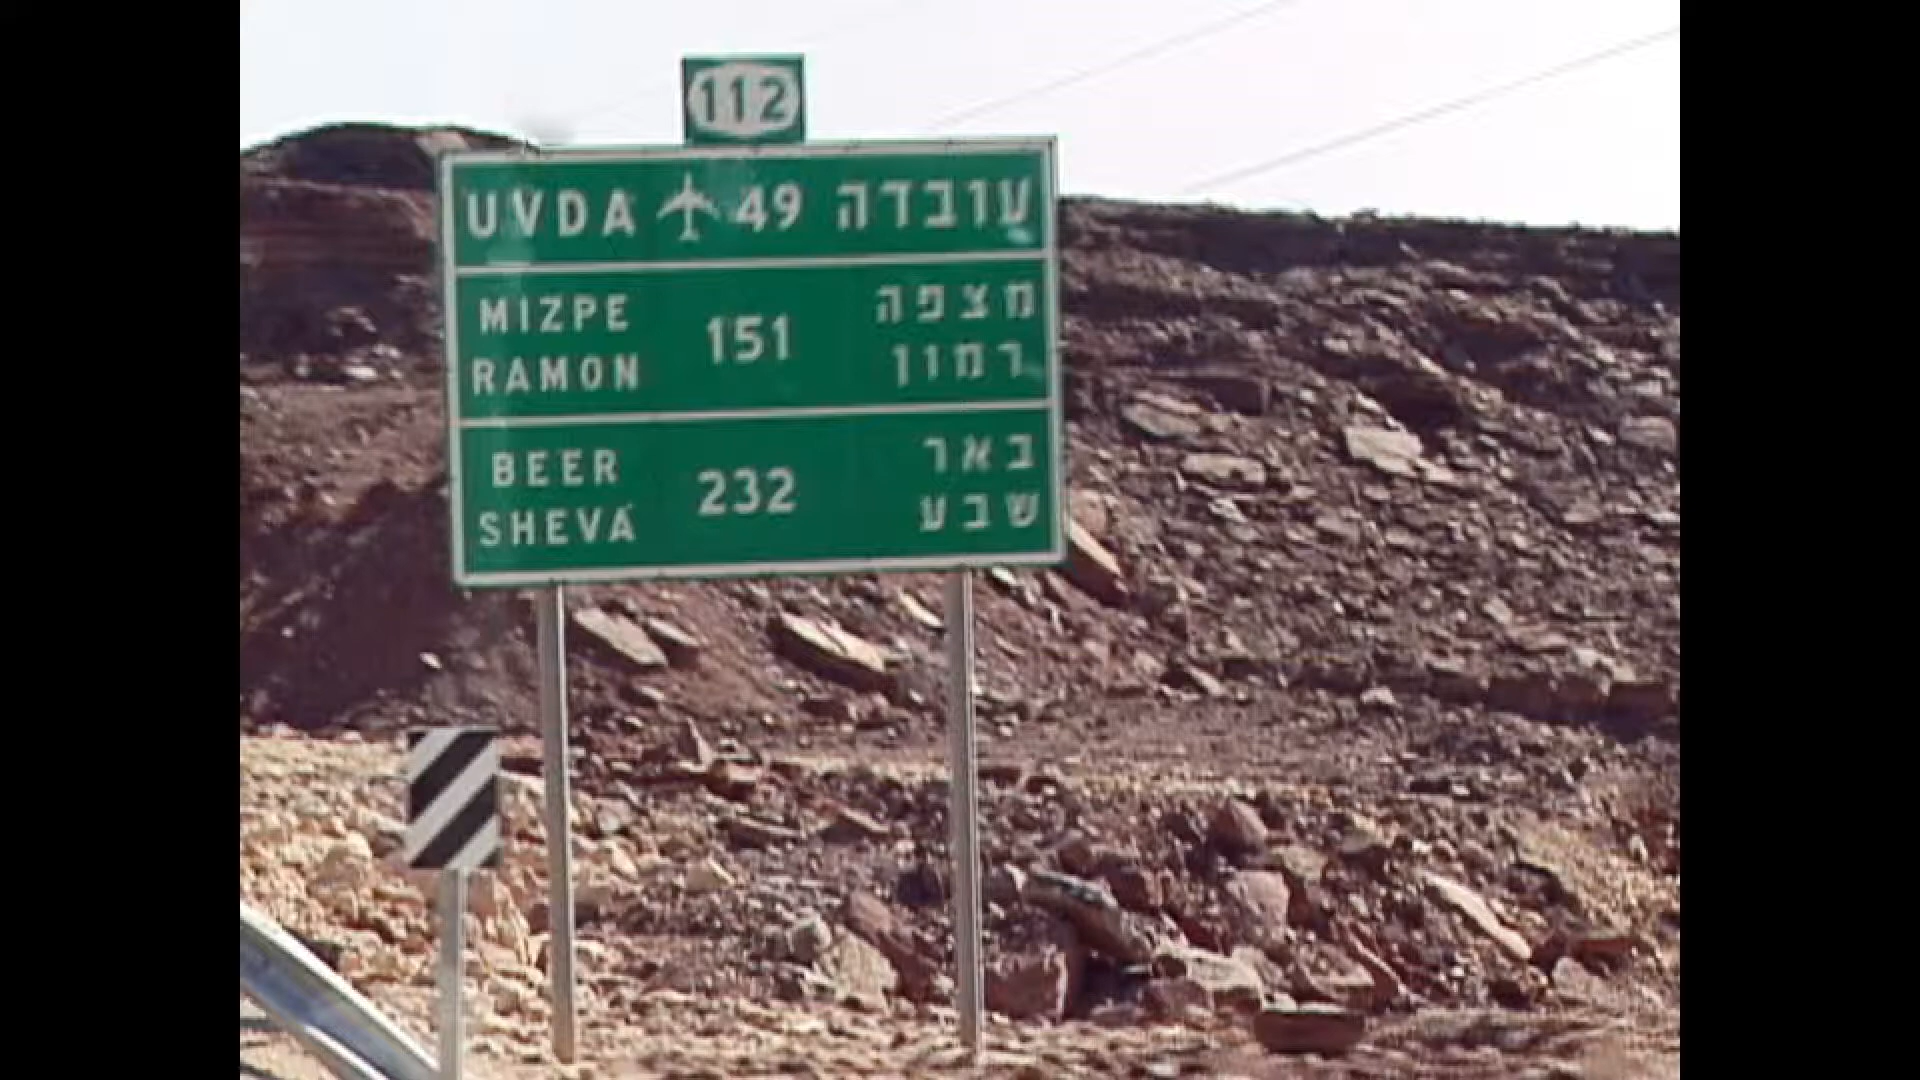 112
UVDA 49 עובדה
MIZPE
RAMON
151
מצפה
רמון
BEER
SHEVA
232
באר
שבע